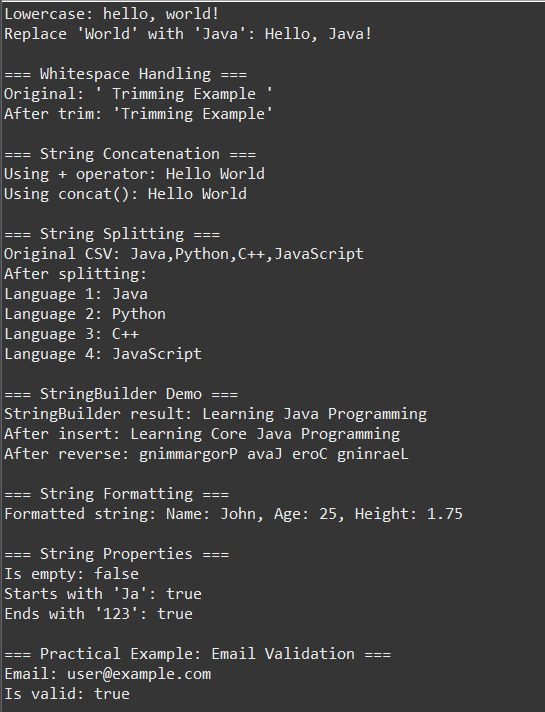 Lowercase: hello, world!
Replace 'World' with 'Java': Hello, Java!
=== Whitespace Handling ===
Original: ' Trimming Example '
After trim: 'Trimming Example'
=== String Concatenation ===
Using + operator: Hello World
Using concat(): Hello World
=== String Splitting ===
Original CSV: Java,Python,C++,JavaScript
After splitting:
Language 1: Java
Language 2: Python
Language 3: C++
Language 4: JavaScript
=== StringBuilder Demo ===
StringBuilder result: Learning Java Programming
After insert: Learning Core Java Programming
After reverse: gnimmargorP avaJ eroC gninraeL
=== String Formatting ===
Formatted string: Name: John, Age: 25, Height: 1.75
=== String Properties ===
Is empty: false
Starts with 'Ja': true
Ends with '123': true
=== Practical Example: Email Validation ===
Email: user@example.com
Is valid: true